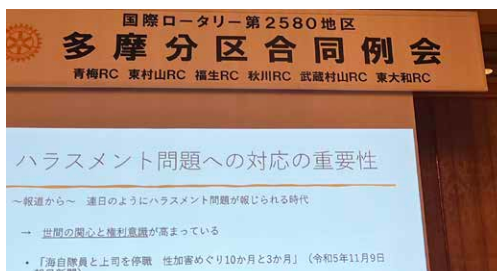 国際ロータリー第2580地区
多摩分区合同例会
青梅RC 東村山RC 福生RC 秋川RC 武蔵村山RC 東大和RC
ハラスメント問題への対応の重要性
～報道から～ 連日のようにハラスメント問題が報じられる時代
→ 世間の関心と権利意識が高まっている
・「海自隊員と上司を停職 性加害めぐり10か月と3か月」（令和5年11月9日